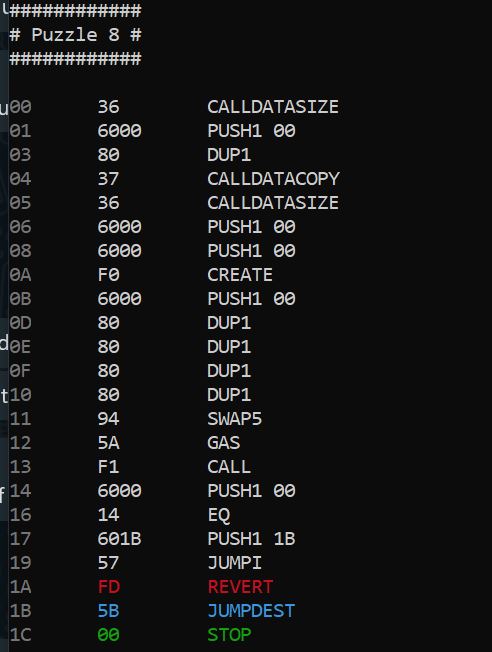 ############
# Puzzle 8 #
############
00 36 CALLDATASIZE
01 6000 PUSH1 00
03 80 DUP1
04 37 CALLDATACOPY
05 36 CALLDATASIZE
06 6000 PUSH1 00
08 6000 PUSH1 00
0A F0 CREATE
0B 6000 PUSH1 00
0D 80 DUP1
0E 80 DUP1
0F 80 DUP1
10 80 DUP1
11 94 SWAP5
12 5A GAS
13 F1 CALL
14 6000 PUSH1 00
16 14 EQ
17 601B PUSH1 1B
19 57 JUMPI
1A FD REVERT
1B 5B JUMPDEST
1C 00 STOP